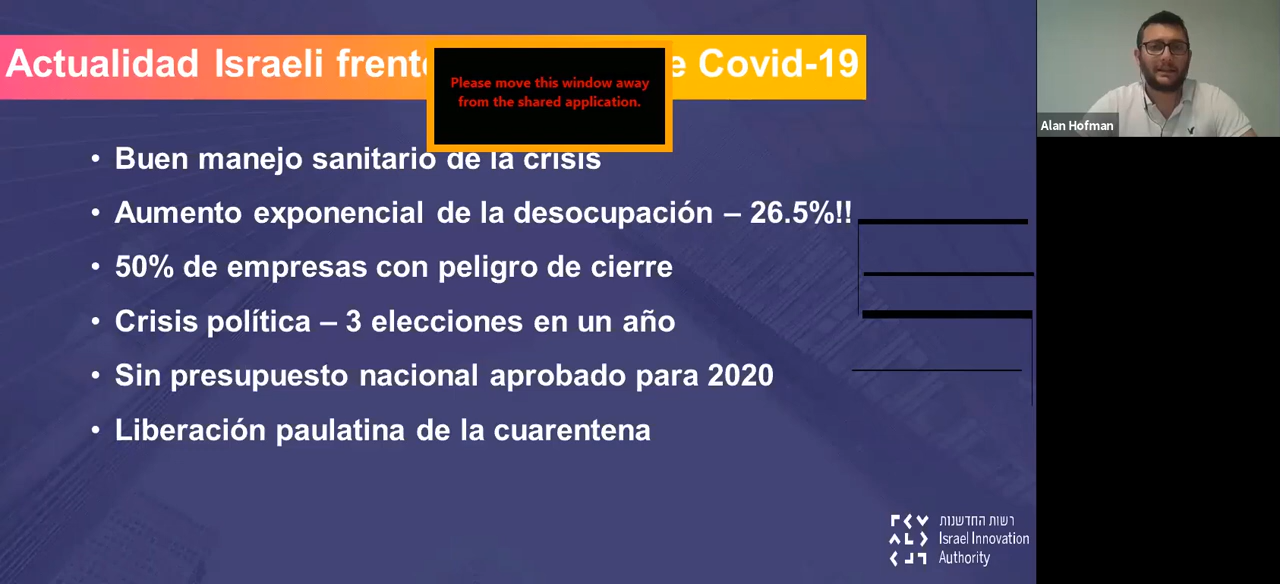 Actualidad Israeli frente Covid-19
Please move this window away
from the shared application.
• Buen manejo sanitario de la crisis
• Aumento exponencial de la desocupación – 26.5%!!
• 50% de empresas con peligro de cierre
• Crisis política – 3 elecciones en un año
• Sin presupuesto nacional aprobado para 2020
• Liberación paulatina de la cuarentena
Alan Hofman
רשות החדשנות
Israel Innovation
Authority